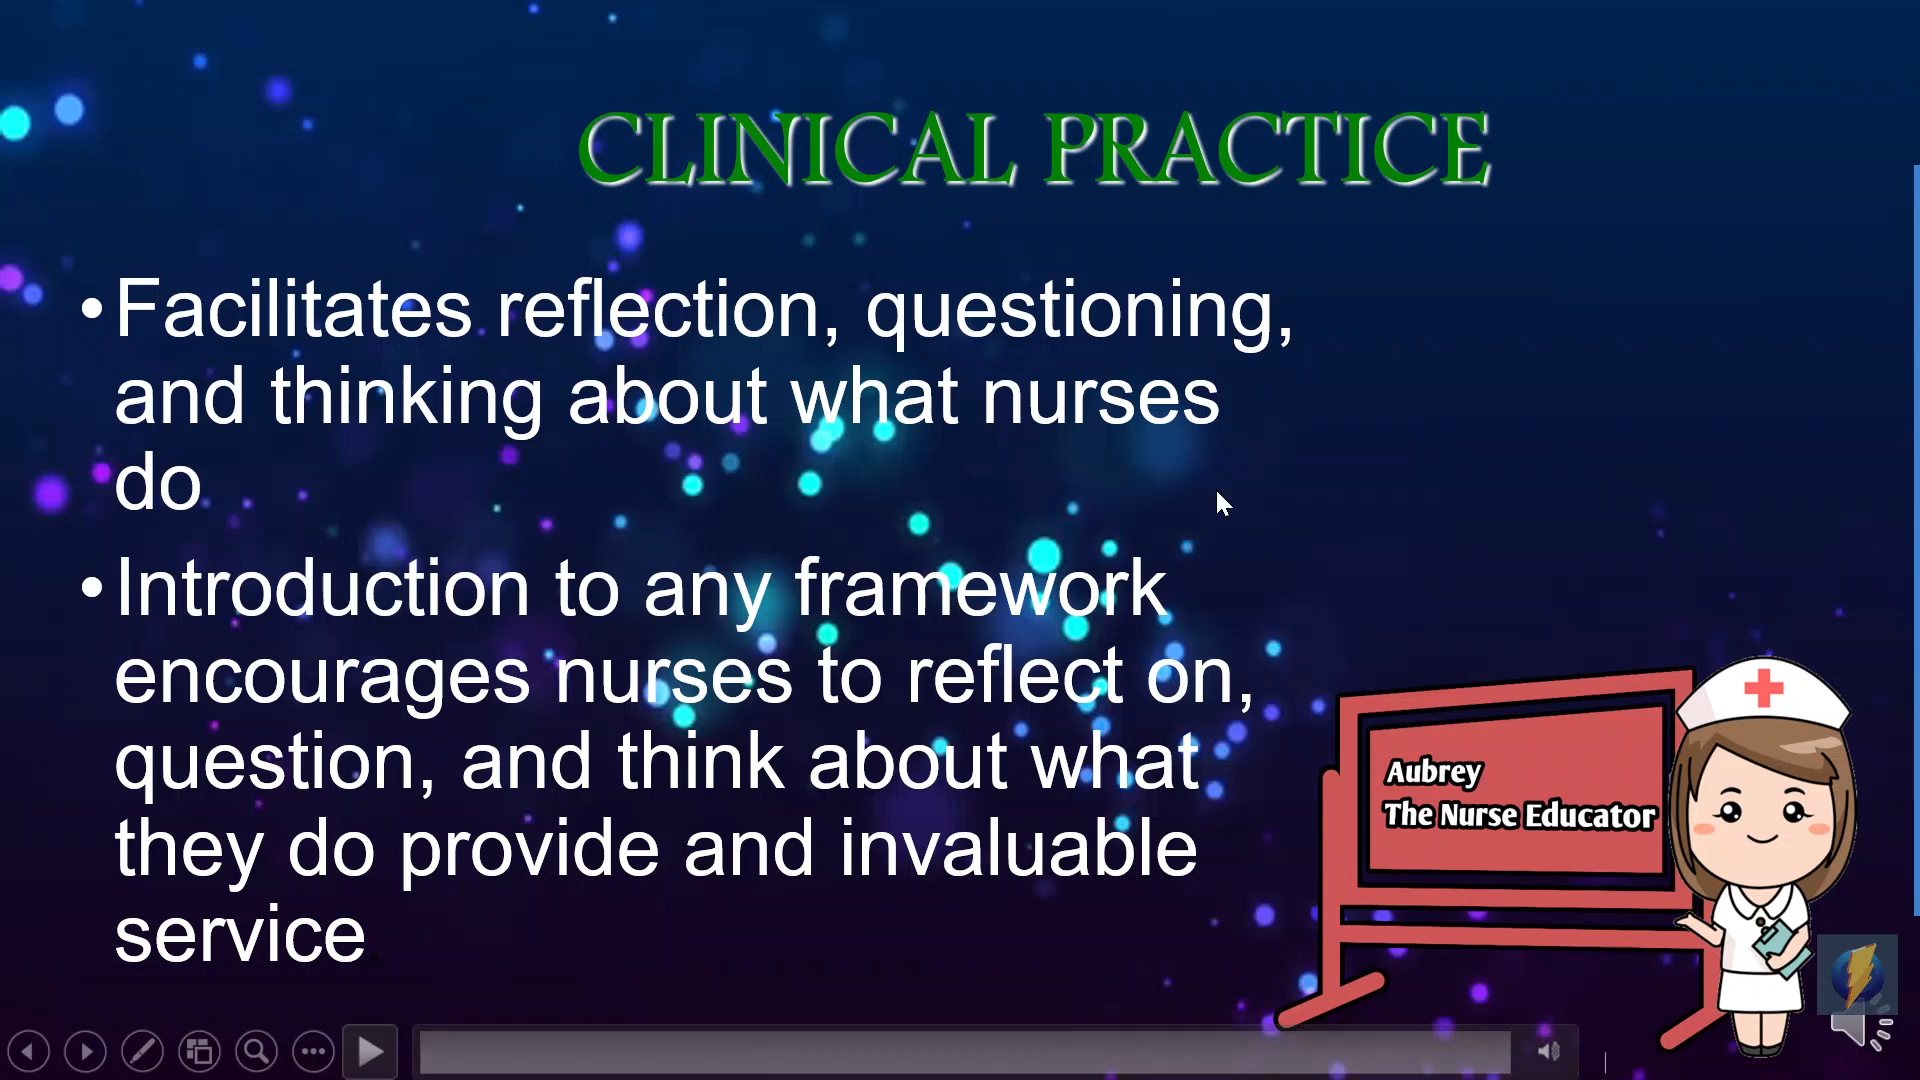 CLINICAL PRACTICE
•Facilitates reflection, questioning,
and thinking about what nurses
do
•Introduction to any framework
encourages nurses to reflect on,
question, and think about what
they do provide and invaluable
service.
Aubrey
The Nurse Educator